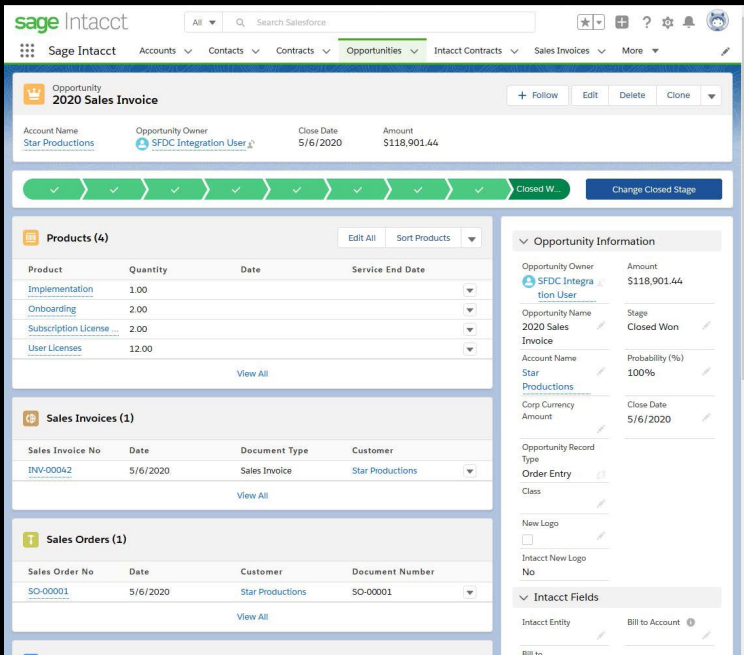 sage Intacct
All
Search Salesforce
Sage Intacct Accounts Contacts Contracts Opportunities Intacct Contracts Sales Invoices More
Opportunity
2020 Sales Invoice
+ Follow Edit Delete Clone
Account Name Opportunity Owner Close Date Amount
Star Productions SFDC Integration User 5/6/2020 $118,901.44
Closed W...
Change Closed Stage
Products (4)
Edit All Sort Products
Product Quantity Date Service End Date
Implementation 1.00
Onboarding 2.00
Subscription License ... 2.00
User Licenses 12.00
View All
Sales Invoices (1)
Sales Invoice No Date Document Type Customer
INV-00042 5/6/2020 Sales Invoice Star Productions
View All
Sales Orders (1)
Sales Order No Date Customer Document Number
SO-00001 5/6/2020 Star Productions SO-00001
View All
Opportunity Information
Opportunity Owner Amount
SFDC Integra $118,901.44
tion User
Opportunity Name Stage
2020 Sales Closed Won
Invoice
Account Name Probability (%)
Star 100%
Productions
Corp Currency Close Date
Amount 5/6/2020
Opportunity Record
Type
Order Entry
Class
New Logo
Intacct New Logo
No
Intacct Fields
Intacct Entity Bill to Account
Bill to